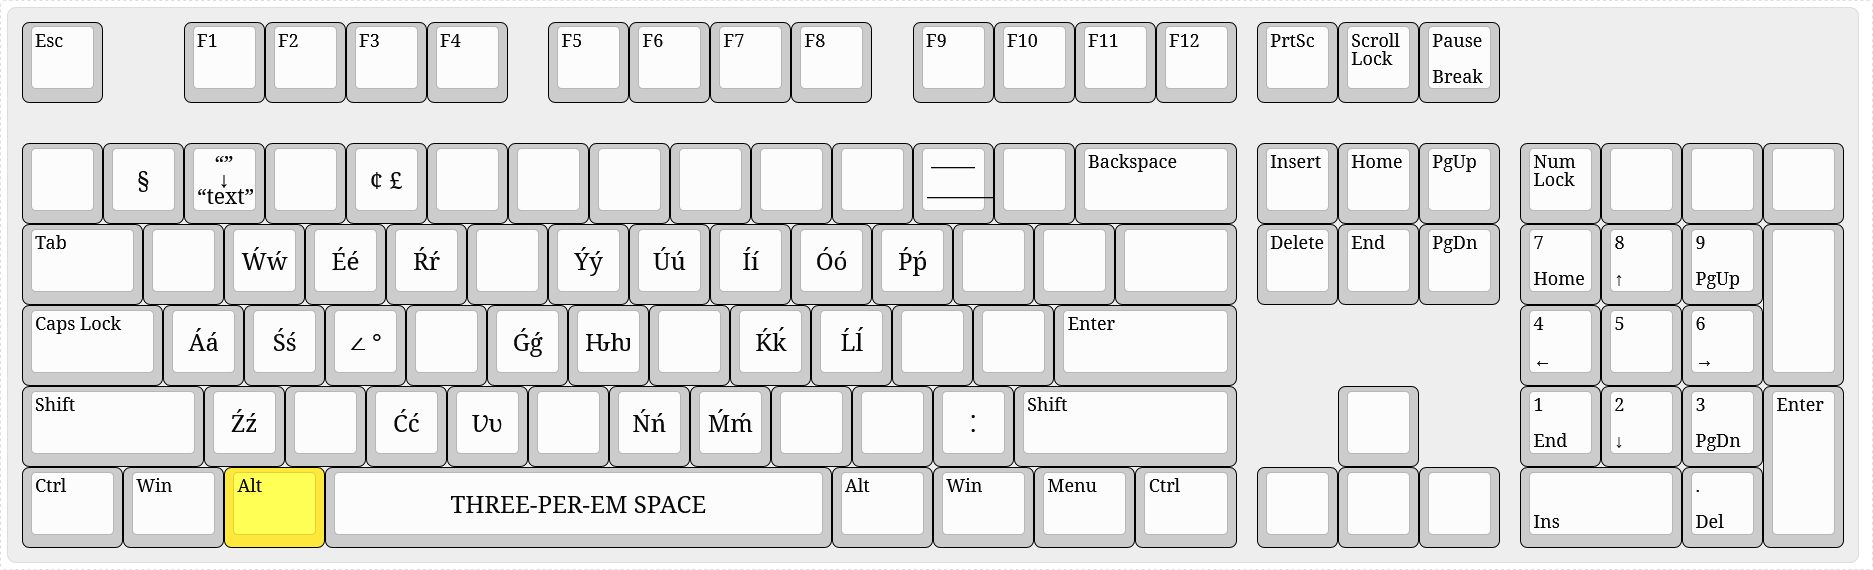 Esc F1 F2 F3 F4 F5 F6 F7 F8 F9 F10 F11 F12 PrtSc Scroll Lock Pause Break
§ “” ↓ “text” ¢ £ Backspace Insert Home PgUp Num Lock
Tab Ẃẃ Éé Ŕŕ Ýý Úú Íí Óó Ṕṕ Delete End PgDn 7 Home 8 ↑ 9 PgUp
Caps Lock Áá Śś ∠ ° Ǵǵ Ƕƕ Ḱḱ Ĺĺ Enter 4 ← 5 6 →
Shift Źź Ćć Ʋʋ Ńń Ḿḿ : Shift 1 End 2 ↓ 3 PgDn Enter
Ctrl Win Alt THREE-PER-EM SPACE Alt Win Menu Ctrl Ins . Del